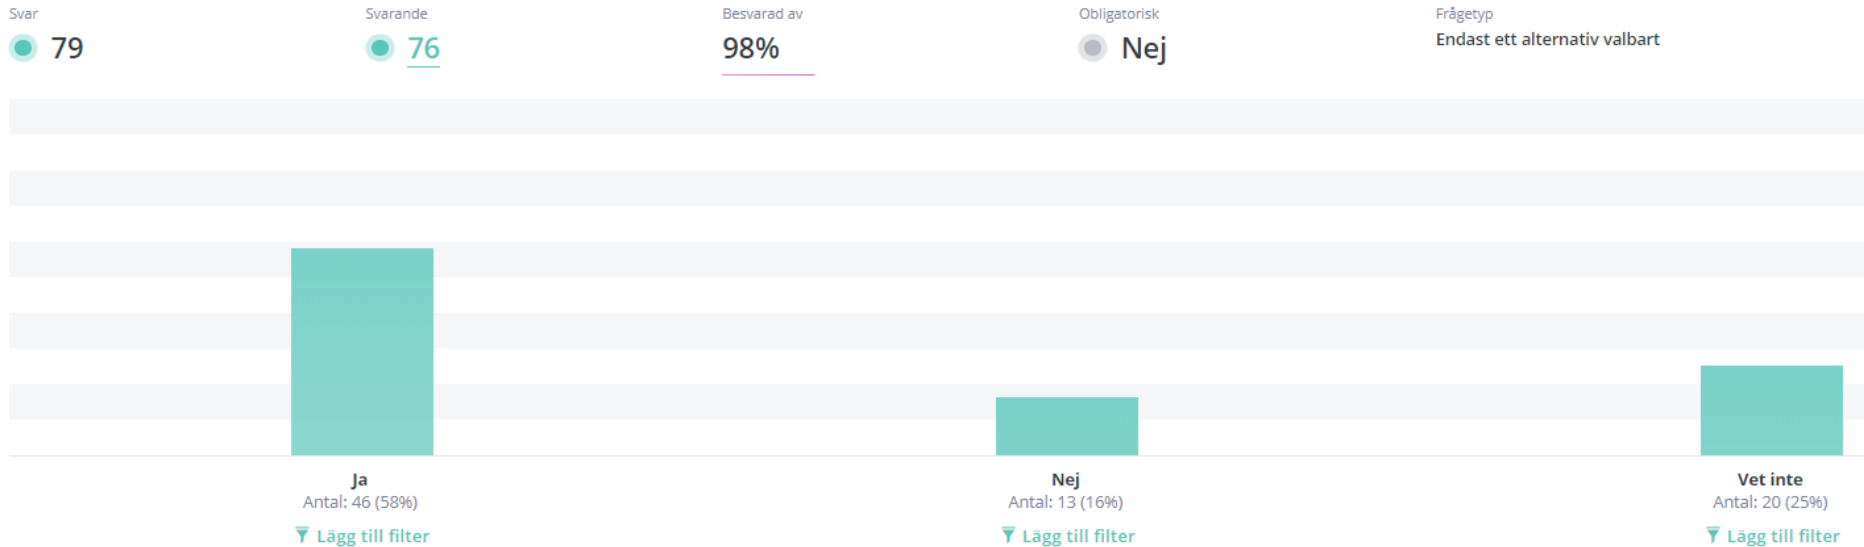 Svar
79
Svarande
76
Besvarad av
98%
Obligatorisk
Nej
Frågetyp
Endast ett alternativ valbart
Ja
Antal: 46 (58%)
Lägg till filter
Nej
Antal: 13 (16%)
Lägg till filter
Vet inte
Antal: 20 (25%)
Lägg till filter